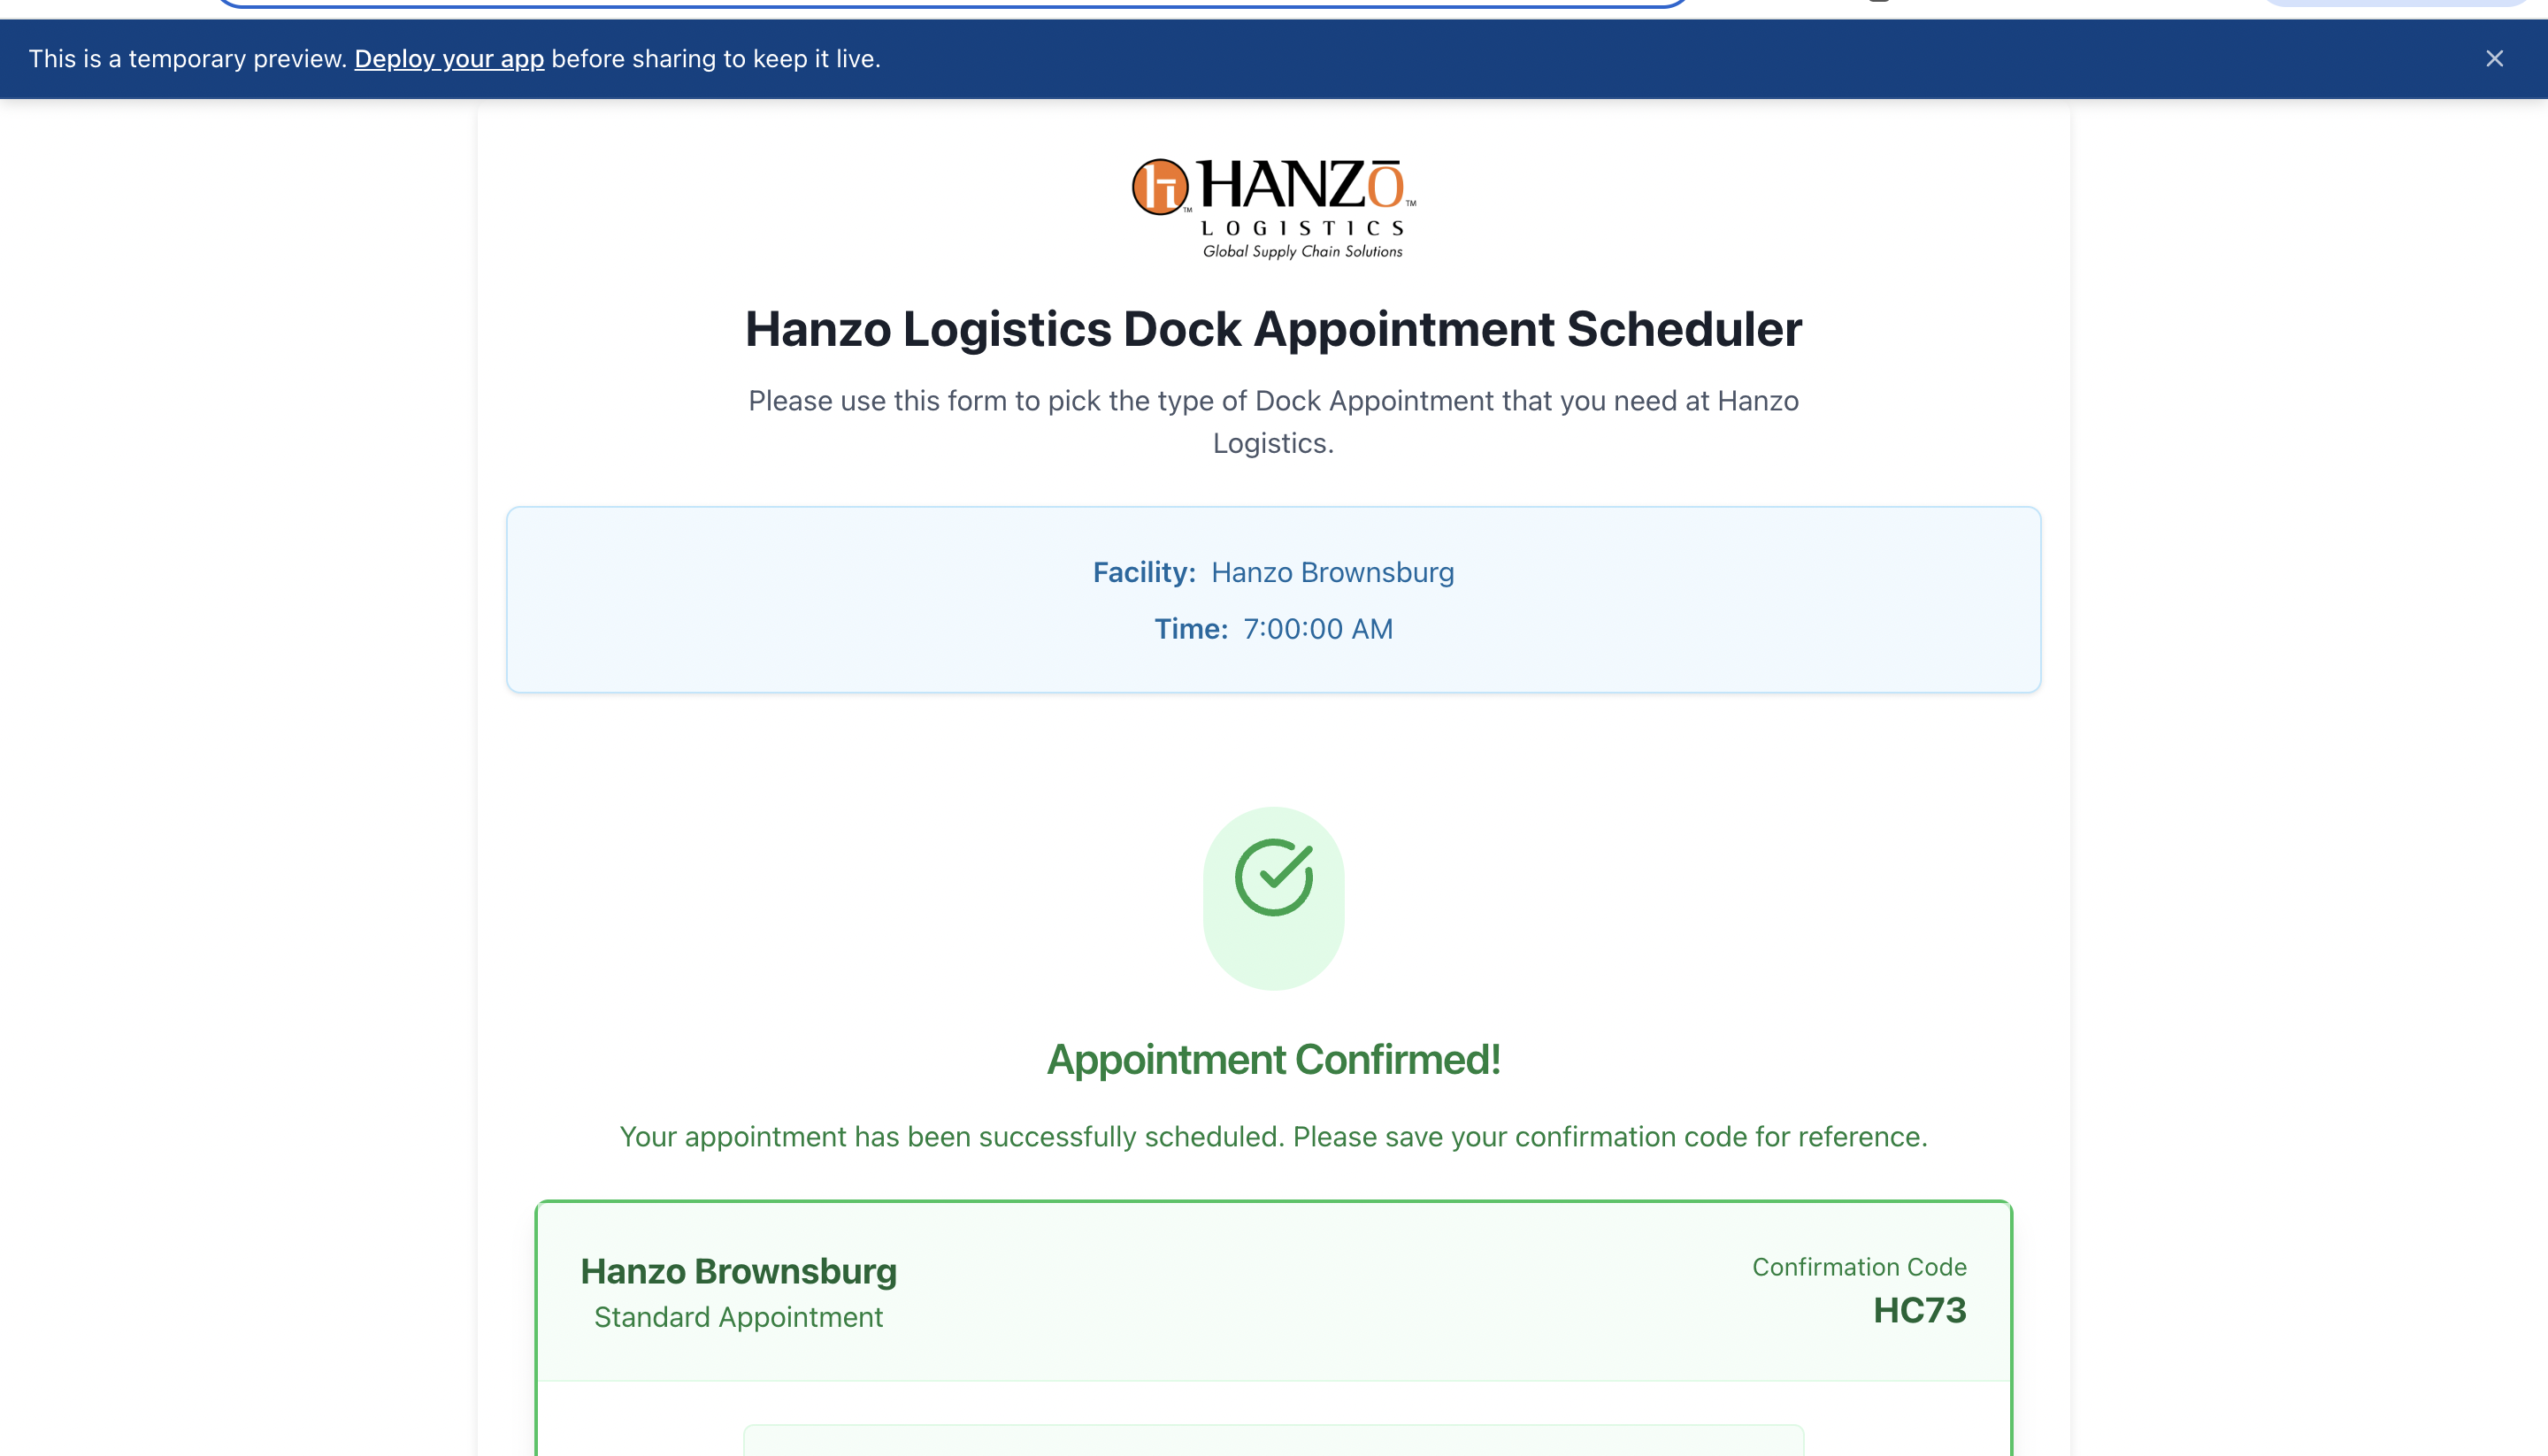 This is a temporary preview. Deploy your app before sharing to keep it live.
h TM HANZŌ TM
LOGISTICS
Global Supply Chain Solutions
Hanzo Logistics Dock Appointment Scheduler
Please use this form to pick the type of Dock Appointment that you need at Hanzo
Logistics.
Facility: Hanzo Brownsburg
Time: 7:00:00 AM
Appointment Confirmed!
Your appointment has been successfully scheduled. Please save your confirmation code for reference.
Hanzo Brownsburg
Standard Appointment
Confirmation Code
HC73